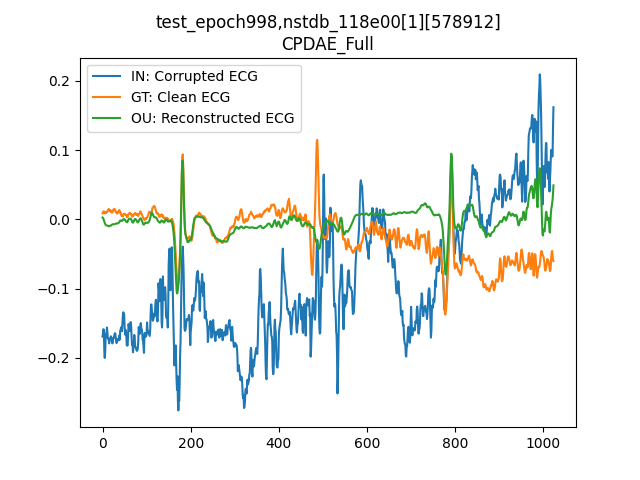 test_epoch998,nstdb_118e00[1][578912]
CPDAE_Full
IN: Corrupted ECG
GT: Clean ECG
OU: Reconstructed ECG
0.2
0.1
0.0
−0.1
−0.2
0 200 400 600 800 1000